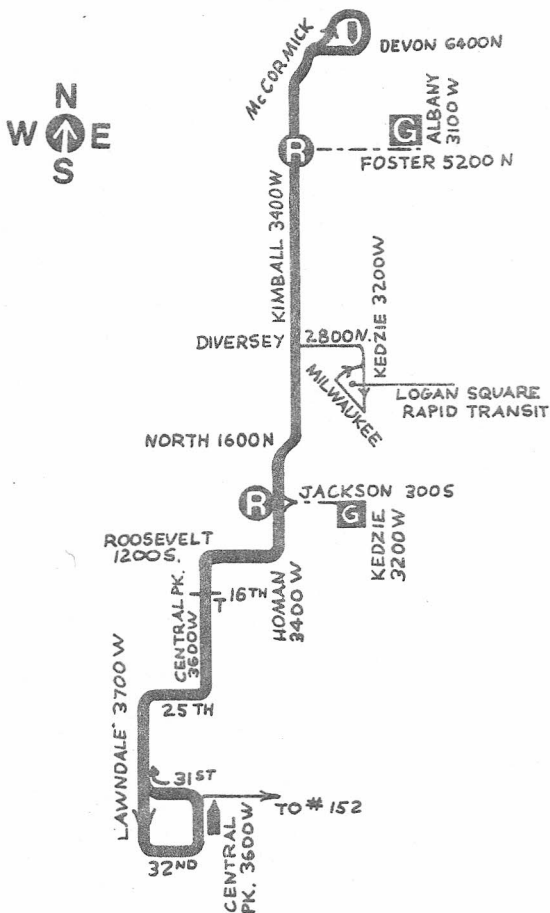 McCORMICK
DEVON 6400N
N
W E
S
G
ALBANY
3100W
R
FOSTER 5200 N
KIMBALL 3400W
KEDZIE 3200W
DIVERSEY 2800N.
MILWAUKEE
LOGAN SQUARE
RAPID TRANSIT
NORTH 1600N
R
JACKSON 300S
G
KEDZIE
3200W
ROOSEVELT
1200S.
HOMAN
3400W
CENTRAL PK.
3600W
16TH
T
25TH
LAWNDALE 3700W
31ST
TO # 152
32ND
CENTRAL
PK. 3600W